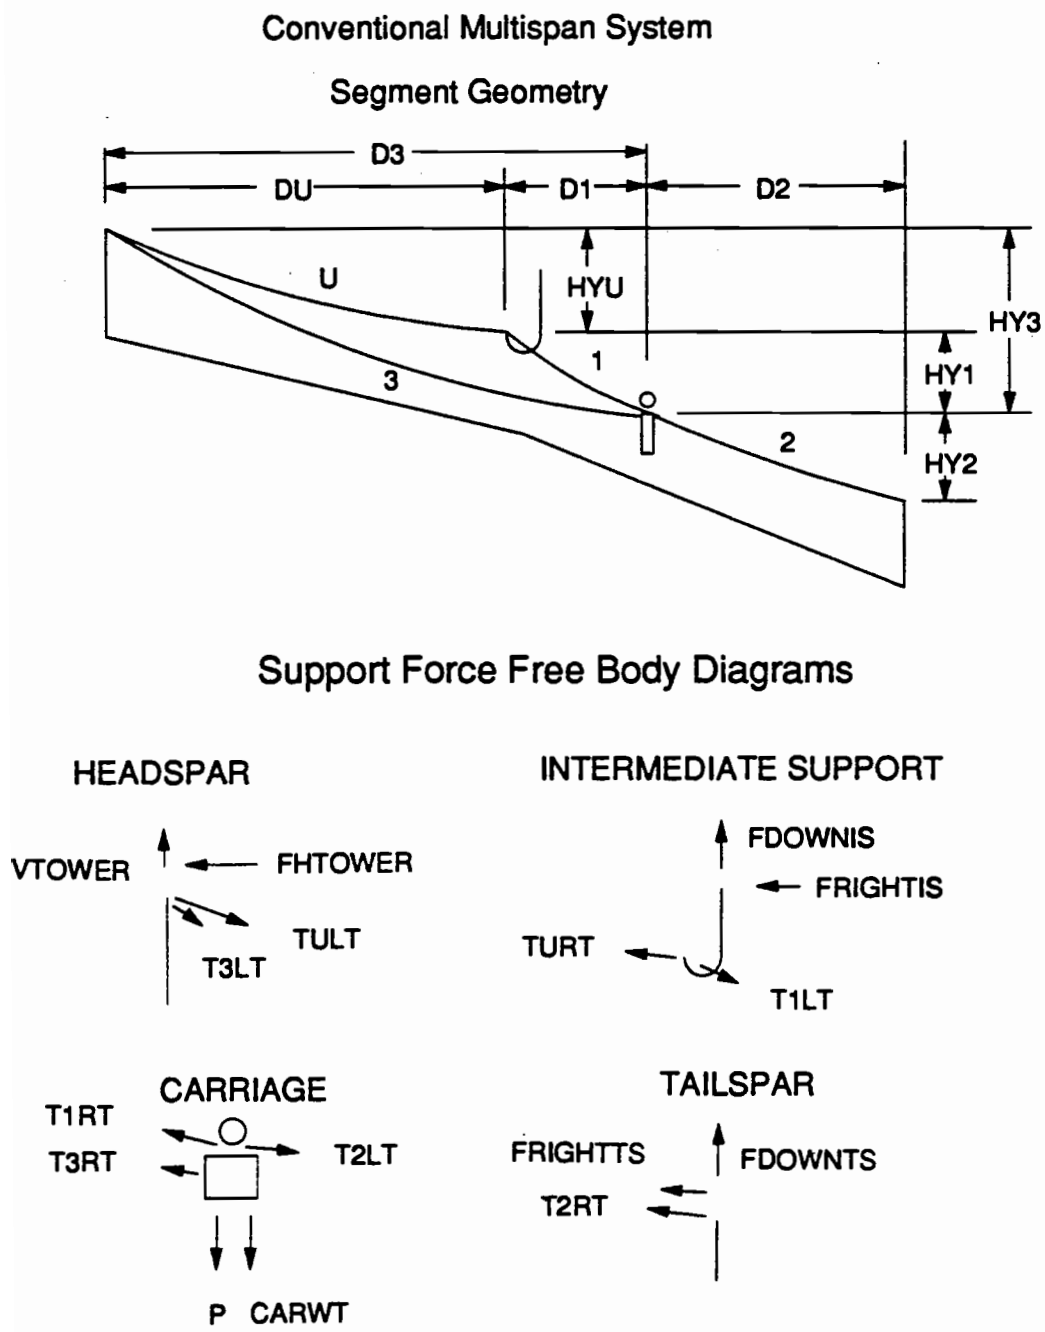 Conventional Multispan System
Segment Geometry
D3
DU
D1
D2
U
HYU
HY3
1
HY1
3
2
HY2
Support Force Free Body Diagrams
HEADSPAR
INTERMEDIATE SUPPORT
VTOWER
FHTOWER
TULT
T3LT
FDOWNIS
FRIGHTIS
TURT
T1LT
CARRIAGE
TAILSPAR
T1RT
T3RT
T2LT
FRIGHTTS
FDOWNTS
T2RT
P CARWT